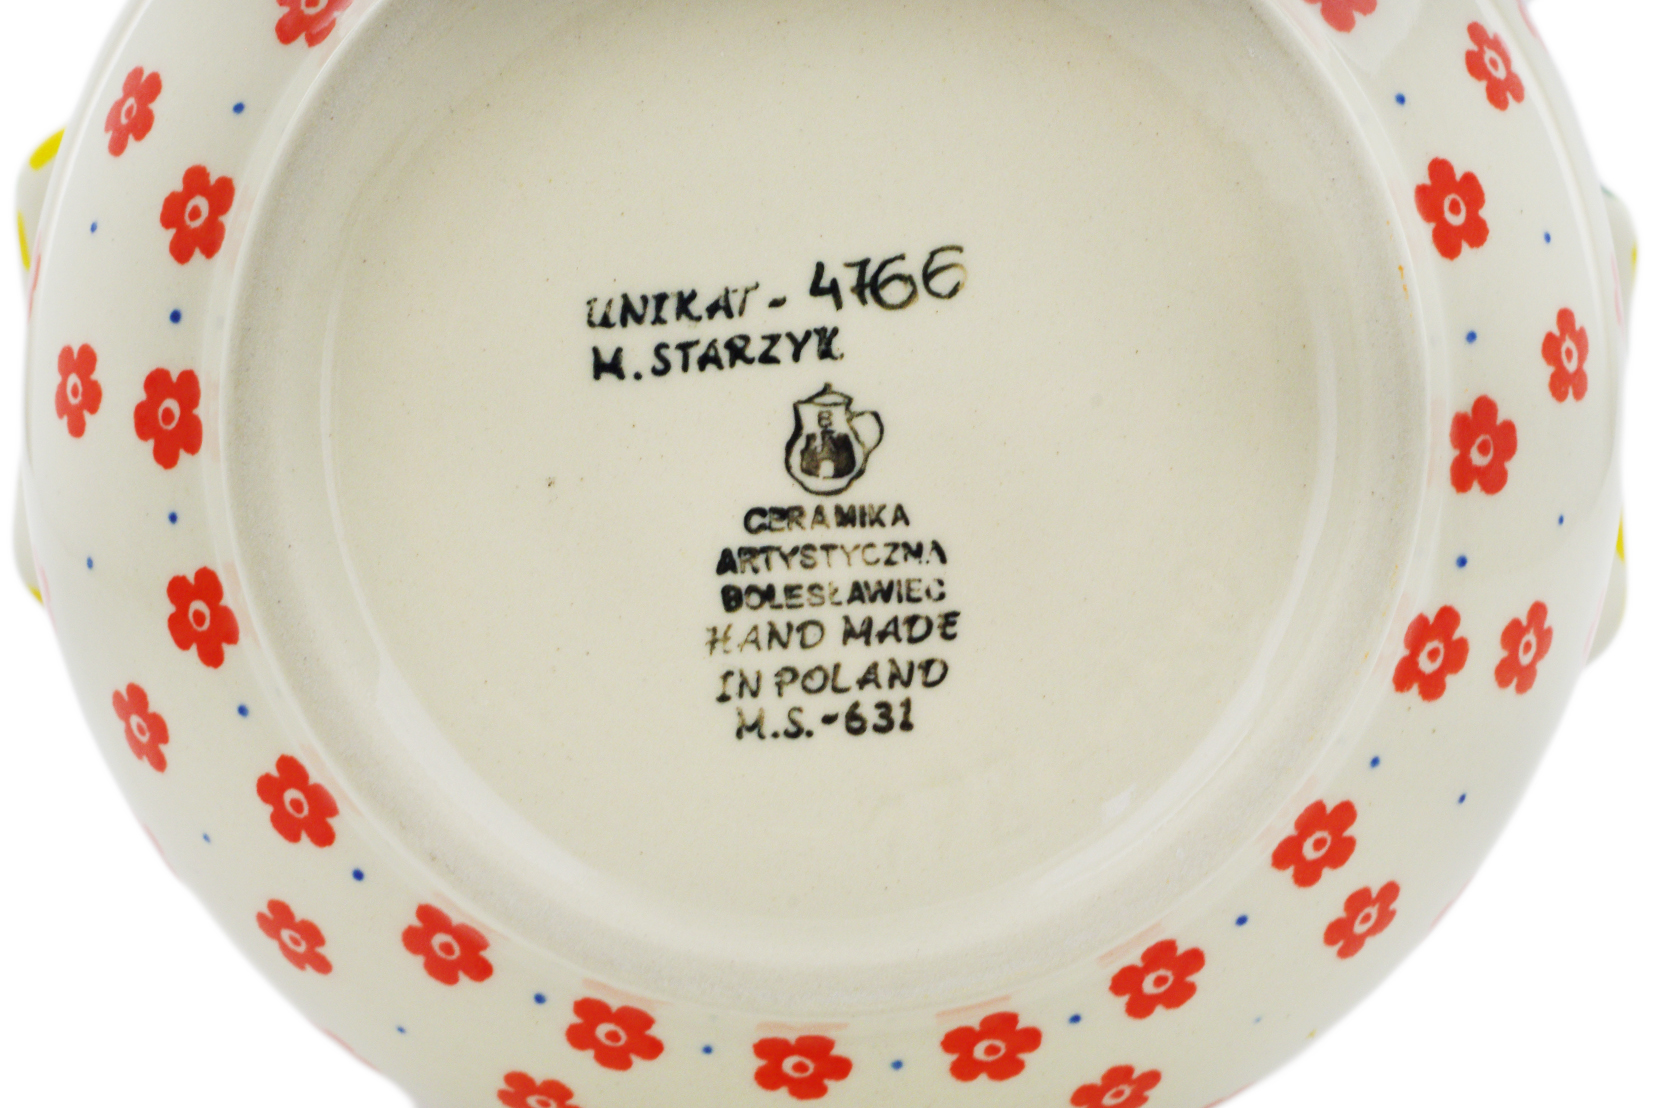 UNIKAT - 4766
M. STARZYK
B
CERAMIKA
ARTYSTYCZNA
BOLESŁAWIEC
HAND MADE
IN POLAND
M.S.-631